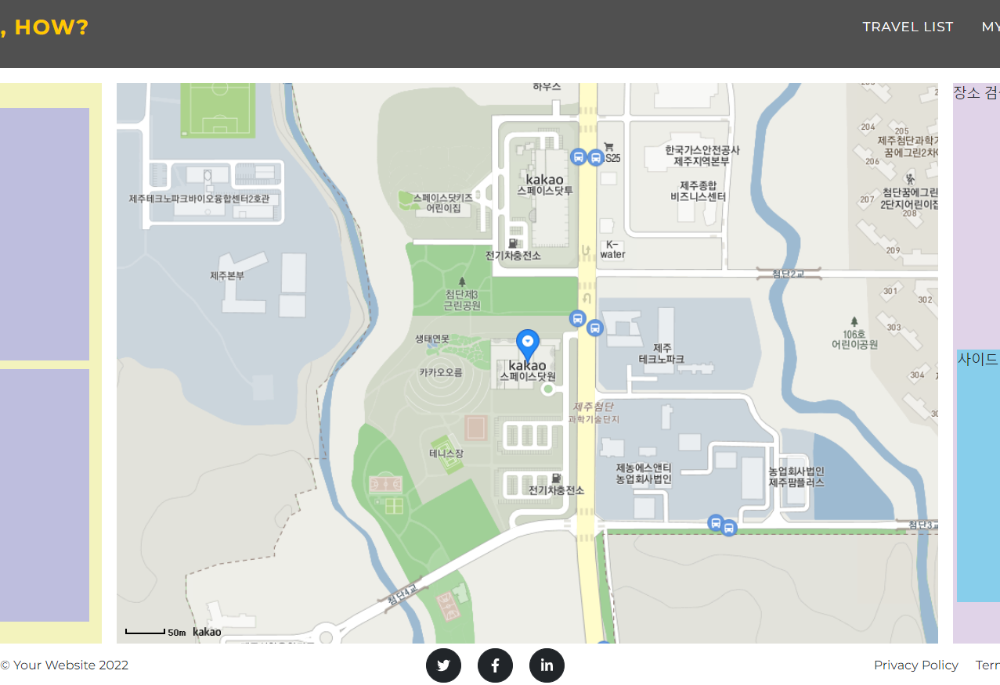 , HOW?
TRAVEL LIST
MY
장소 검
하우스
204
205
제주첨단과학기
꿈에그린2차
206
S25
한국가스안전공사
제주지역본부
kakao
스페이스닷투
제주종합
비즈니스센터
첨단꿈에그린
2단지어린이집
207
208
제주테크노파크바이오융합센터2호관
스페이스닷키즈
어린이집
K-
water
전기차충전소
209
제주본부
첨단2교
첨단제3
근린공원
301
302
303
106호
어린이공원
생태연못
제주
테크노파크
kakao
스페이스닷원
카카오오름
사이드
304
제주첨단
과학기술단지
테니스장
제농에스앤티
농업회사법인
농업회사법인
제주팜플러스
전기차충전소
첨단3
첨단4교
50m
kakao
© Your Website 2022
Privacy Policy